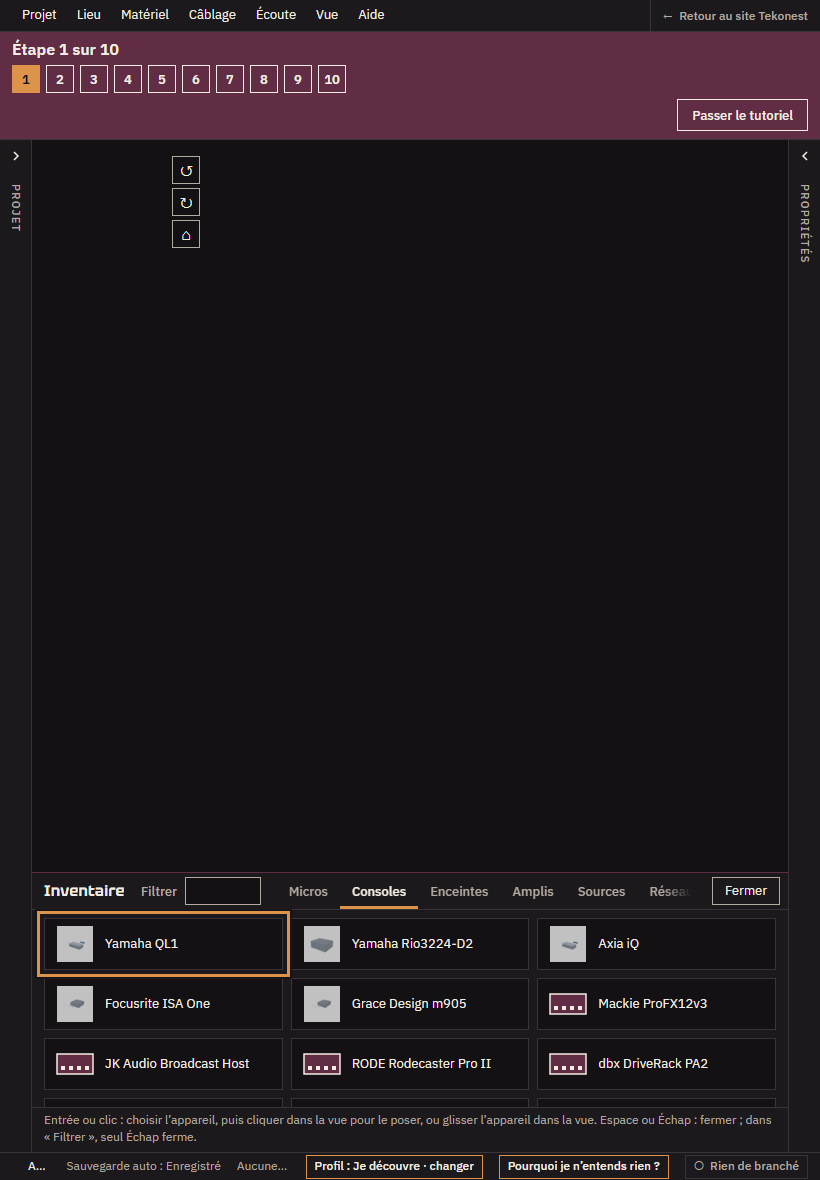 Projet Lieu Matériel Câblage Écoute Vue Aide ← Retour au site Tekonest
Étape 1 sur 10
1 2 3 4 5 6 7 8 9 10
Passer le tutoriel
PROJET
PROPRIÉTÉS
Inventaire Filtrer Micros Consoles Enceintes Amplis Sources Réseau Fermer
Yamaha QL1 Yamaha Rio3224-D2 Axia iQ
Focusrite ISA One Grace Design m905 Mackie ProFX12v3
JK Audio Broadcast Host RODE Rodecaster Pro II dbx DriveRack PA2
Entrée ou clic : choisir l’appareil, puis cliquer dans la vue pour le poser, ou glisser l’appareil dans la vue. Espace ou Échap : fermer ; dans
« Filtrer », seul Échap ferme.
A… Sauvegarde auto : Enregistré Aucune… Profil : Je découvre · changer Pourquoi je n’entends rien ? Rien de branché